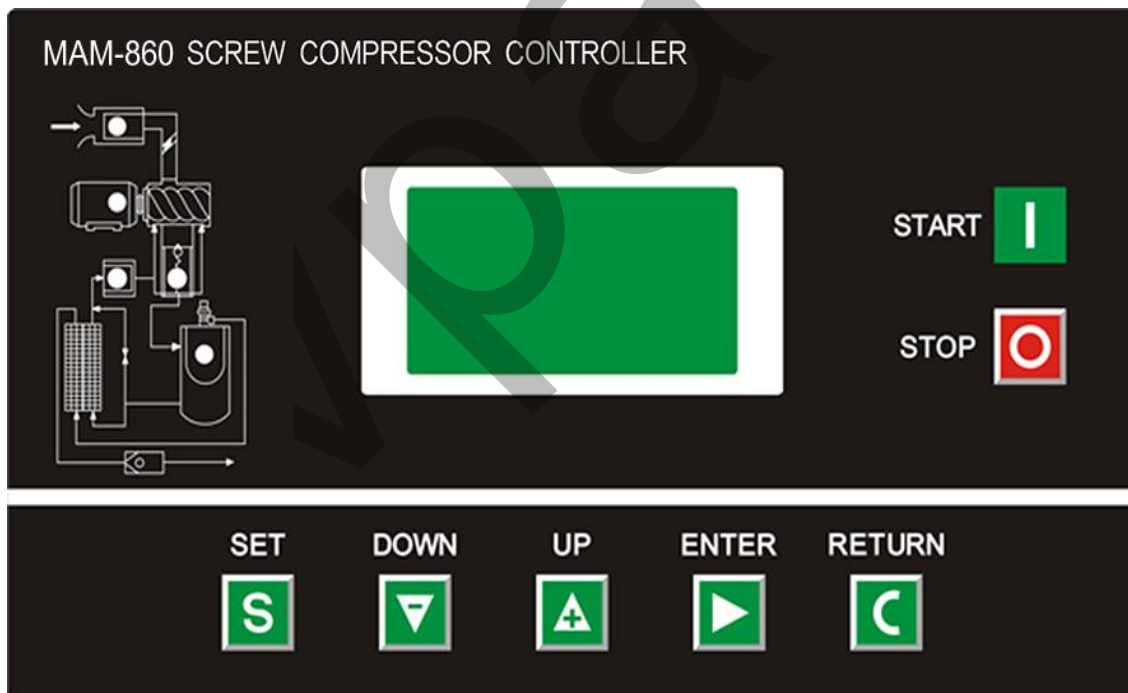 MAM-860 SCREW COMPRESSOR CONTROLLER
START
STOP
SET
DOWN
UP
ENTER
RETURN
S
C